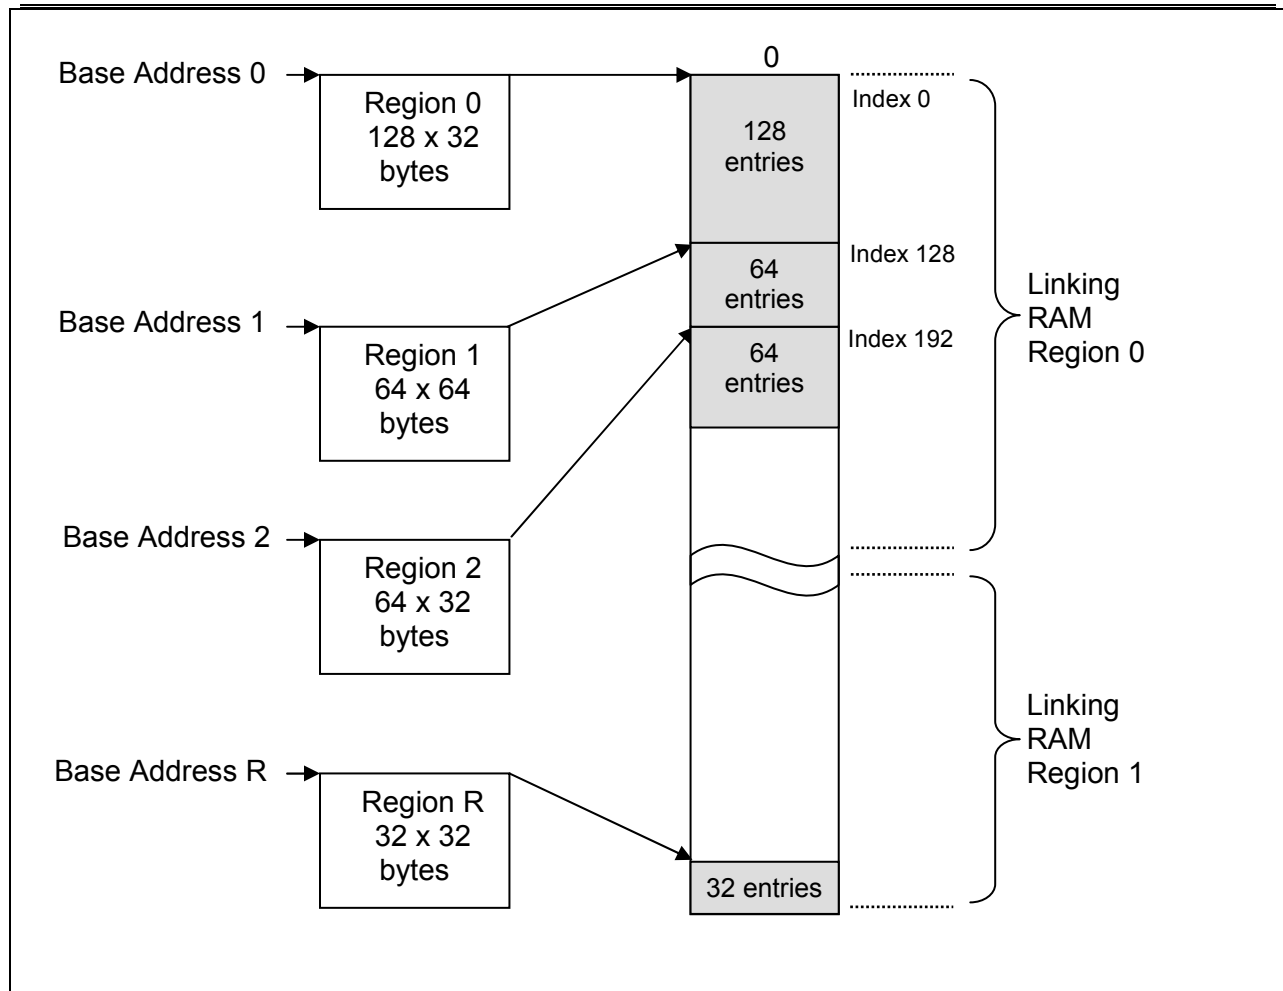 Base Address 0
Region 0
128 x 32
bytes
0
128
entries
Index 0
Base Address 1
Region 1
64 x 64
bytes
64
entries
Index 128
Linking
RAM
Region 0
Base Address 2
Region 2
64 x 32
bytes
64
entries
Index 192
Base Address R
Region R
32 x 32
bytes
32 entries
Linking
RAM
Region 1